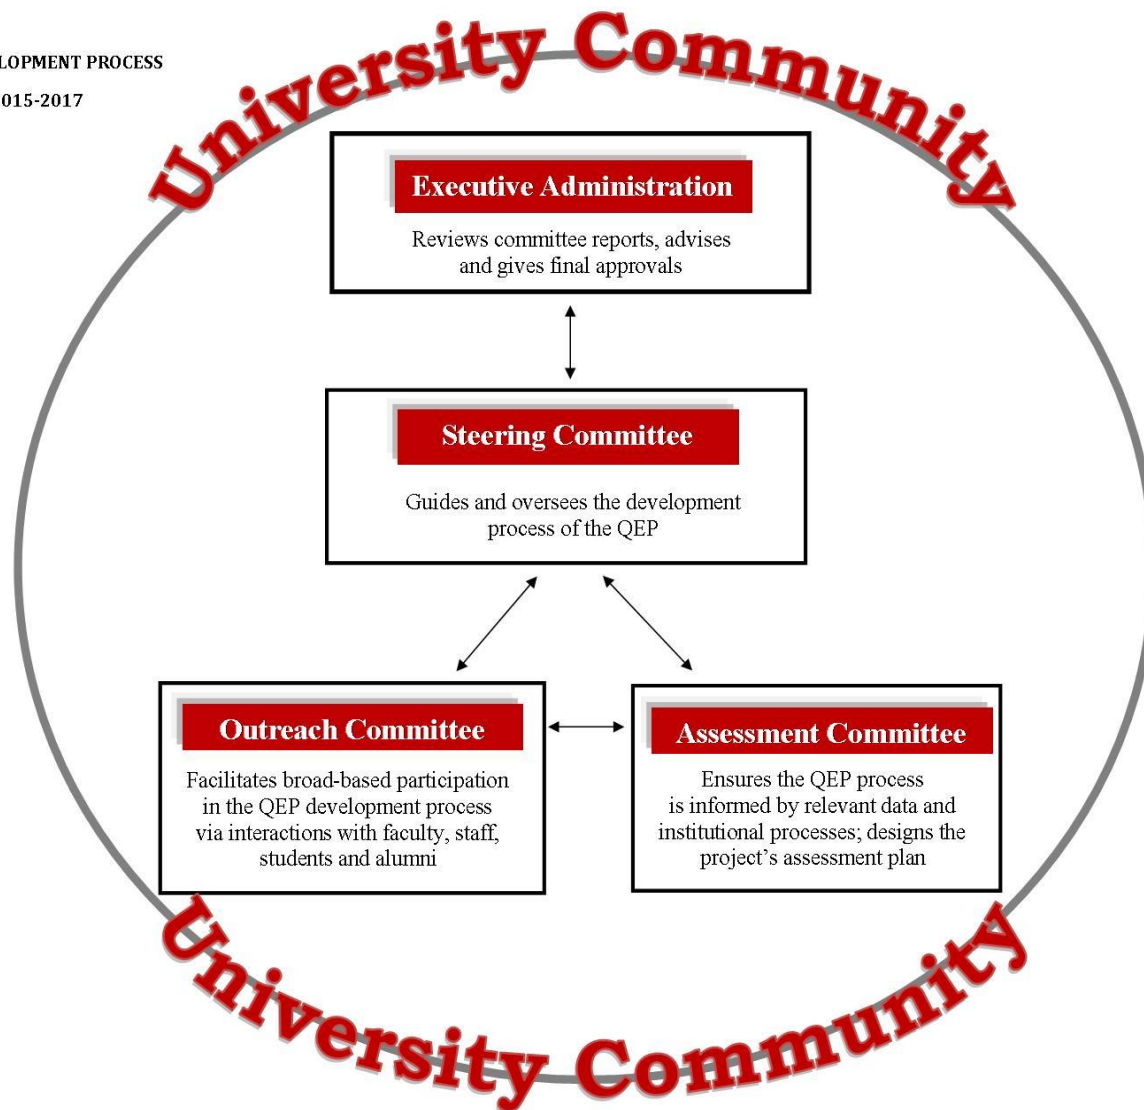 LOPMENT PROCESS
015-2017
University Community
Executive Administration
Reviews committee reports, advises
and gives final approvals
Steering Committee
Guides and oversees the development
process of the QEP
Outreach Committee
Facilitates broad-based participation
in the QEP development process
via interactions with faculty, staff,
students and alumni
Assessment Committee
Ensures the QEP process
is informed by relevant data and
institutional processes; designs the
project’s assessment plan
University Community